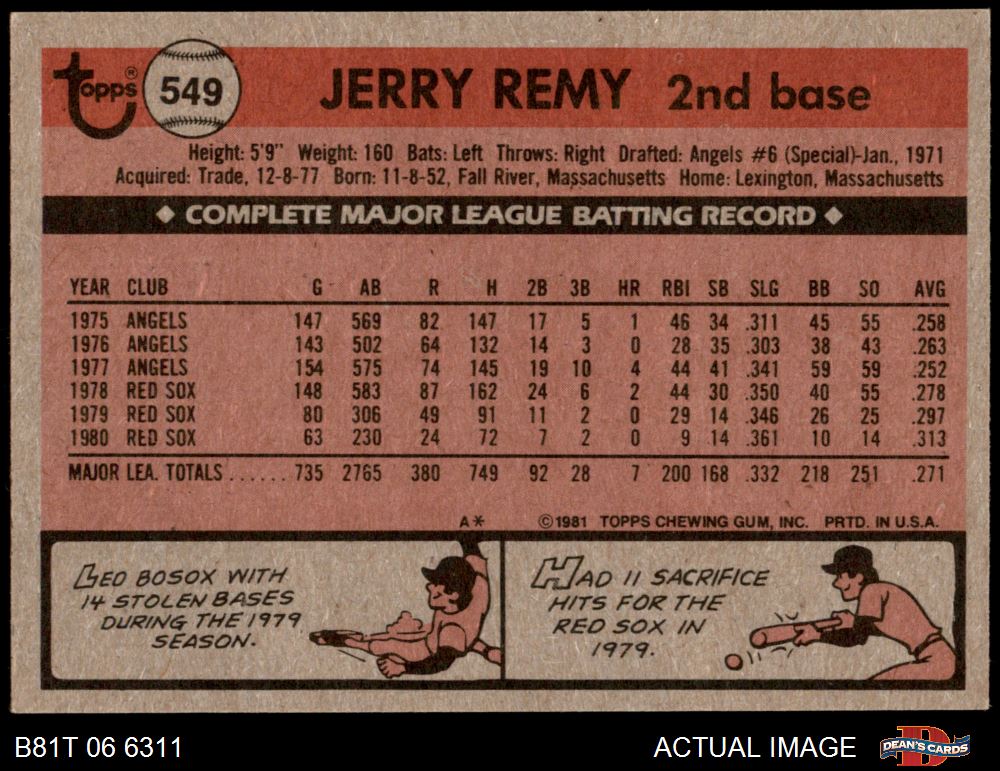 topps® 549 JERRY REMY 2nd base
Height: 5'9" Weight: 160 Bats: Left Throws: Right Drafted: Angels #6 (Special)-Jan., 1971
Acquired: Trade, 12-8-77 Born: 11-8-52, Fall River, Massachusetts Home: Lexington, Massachusetts
◆ COMPLETE MAJOR LEAGUE BATTING RECORD ◆
YEAR CLUB G AB R H 2B 3B HR RBI SB SLG BB SO AVG
1975 ANGELS 147 569 82 147 17 5 1 46 34 .311 45 55 .258
1976 ANGELS 143 502 64 132 14 3 0 28 35 .303 38 43 .263
1977 ANGELS 154 575 74 145 19 10 4 44 41 .341 59 59 .252
1978 RED SOX 148 583 87 162 24 6 2 44 30 .350 40 55 .278
1979 RED SOX 80 306 49 91 11 2 0 29 14 .346 26 25 .297
1980 RED SOX 63 230 24 72 7 2 0 9 14 .361 10 14 .313
MAJOR LEA. TOTALS...... 735 2765 380 749 92 28 7 200 168 .332 218 251 .271
A* ©1981 TOPPS CHEWING GUM, INC. PRTD. IN U.S.A.
LED BOSOX WITH
14 STOLEN BASES
DURING THE 1979
SEASON.
HAD 11 SACRIFICE
HITS FOR THE
RED SOX IN
1979.
B81T 06 6311 ACTUAL IMAGE DEAN'S CARDS